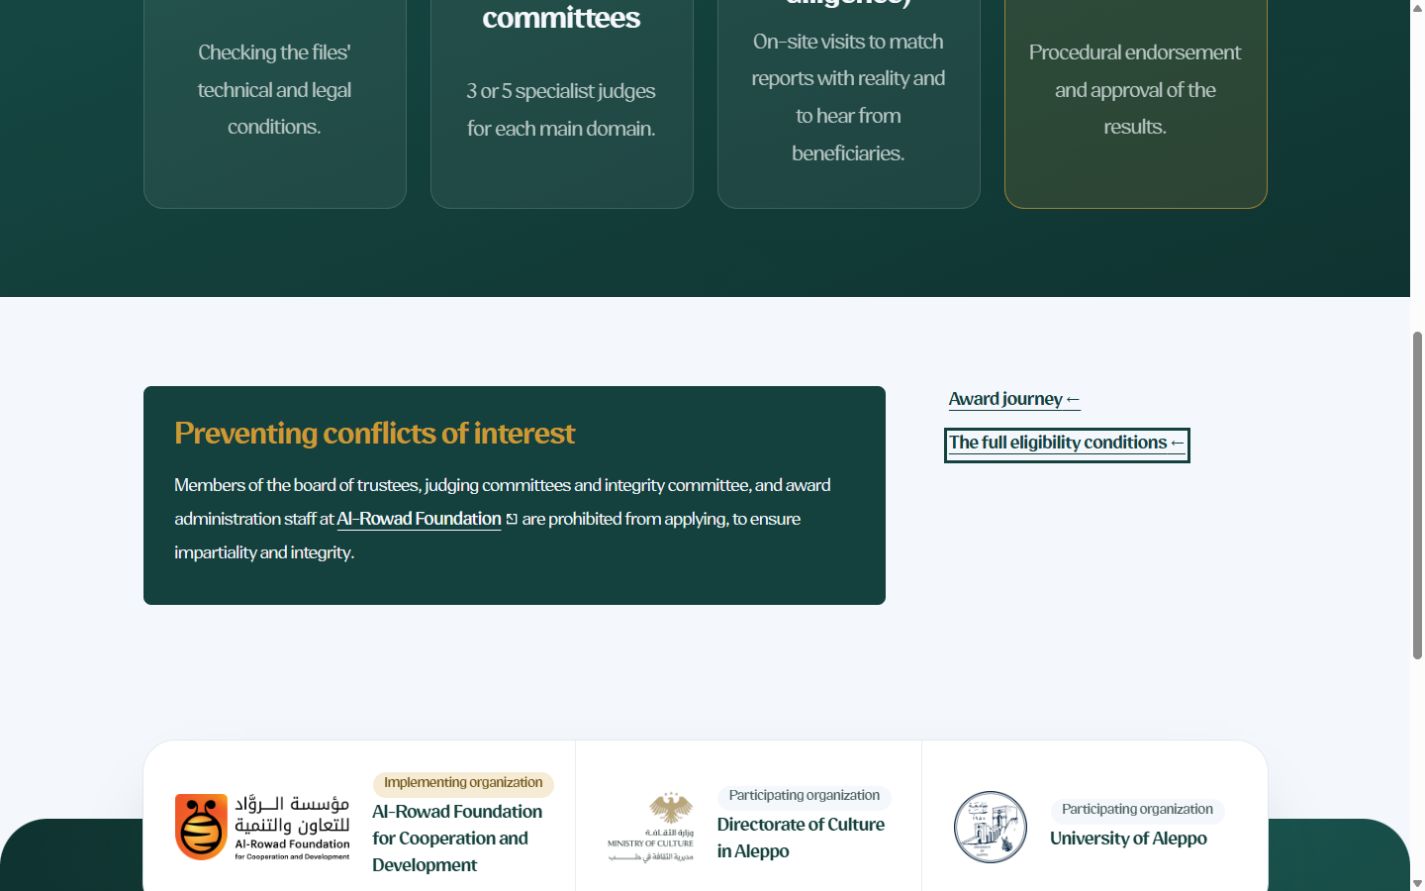 committees
diligence)
Checking the files'
technical and legal
conditions.
3 or 5 specialist judges
for each main domain.
On-site visits to match
reports with reality and
to hear from
beneficiaries.
Procedural endorsement
and approval of the
results.
Preventing conflicts of interest
Members of the board of trustees, judging committees and integrity committee, and award
administration staff at Al-Rowad Foundation are prohibited from applying, to ensure
impartiality and integrity.
Award journey ←
The full eligibility conditions ←
مؤسسة الـــروَّاد
للتعاون والتنمية
Al-Rowad Foundation
for Cooperation and Development
Implementing organization
Al-Rowad Foundation
for Cooperation and
Development
وزارة الثقـافـة
MINISTRY OF CULTURE
مديرية الثقافة في حلـــــب
Participating organization
Directorate of Culture
in Aleppo
Participating organization
University of Aleppo